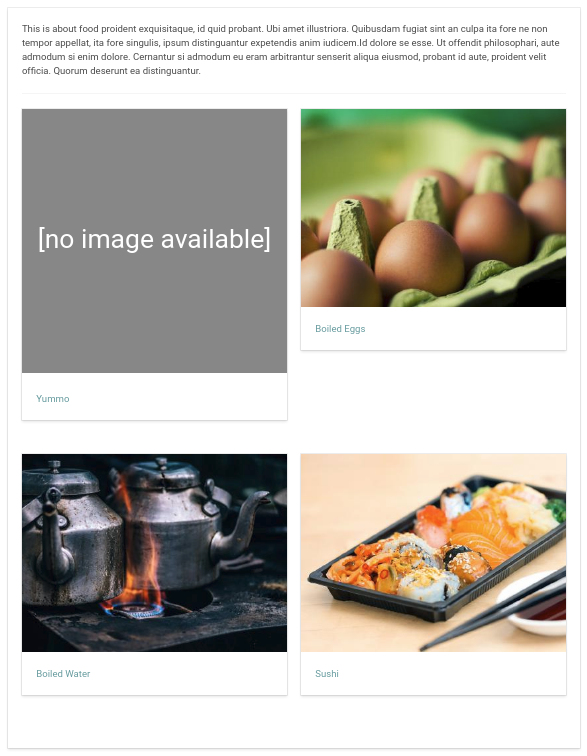 This is about food proident exquisitaque, id quid probant. Ubi amet illustriora. Quibusdam fugiat sint an culpa ita fore ne non
tempor appellat, ita fore singulis, ipsum distinguantur expetendis anim iudicem.Id dolore se esse. Ut offendit philosophari, aute
admodum si enim dolore. Cernantur si admodum eu eram arbitrantur senserit aliqua eiusmod, probant id aute, proident velit
officia. Quorum deserunt ea distinguantur.
[no image available]
Yummo
Boiled Eggs
Boiled Water
Sushi